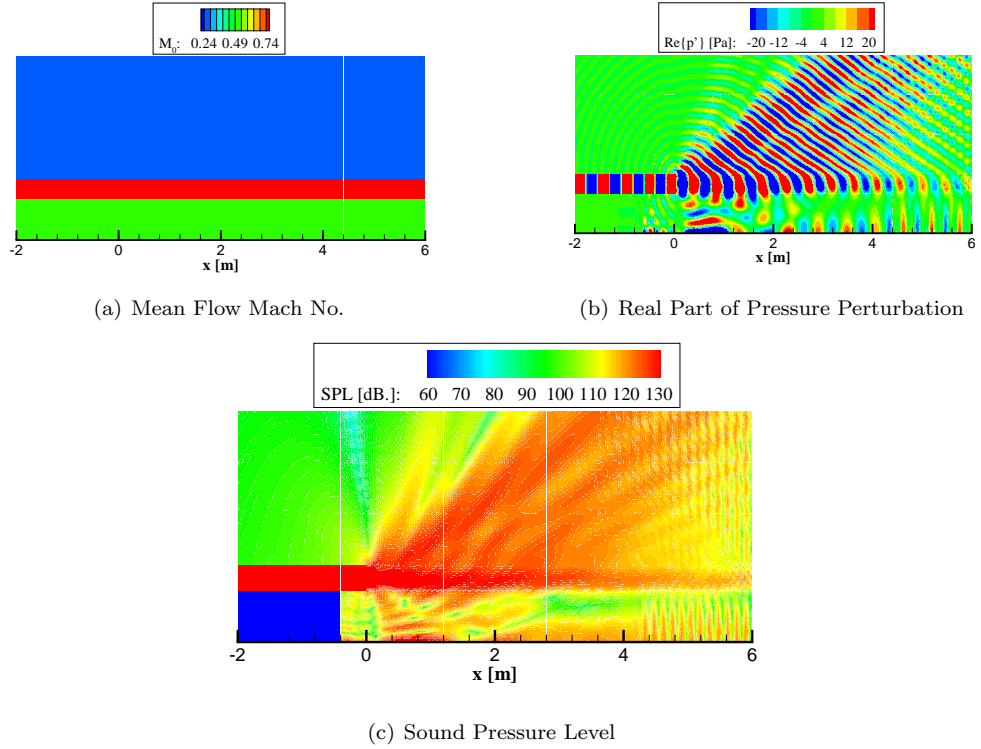 M₀: 0.24 0.49 0.74
-2 0 2 4 6
x [m]
(a) Mean Flow Mach No.
Re{p'} [Pa]: -20 -12 -4 4 12 20
-2 0 2 4 6
x [m]
(b) Real Part of Pressure Perturbation
SPL [dB.]: 60 70 80 90 100 110 120 130
-2 0 2 4 6
x [m]
(c) Sound Pressure Level